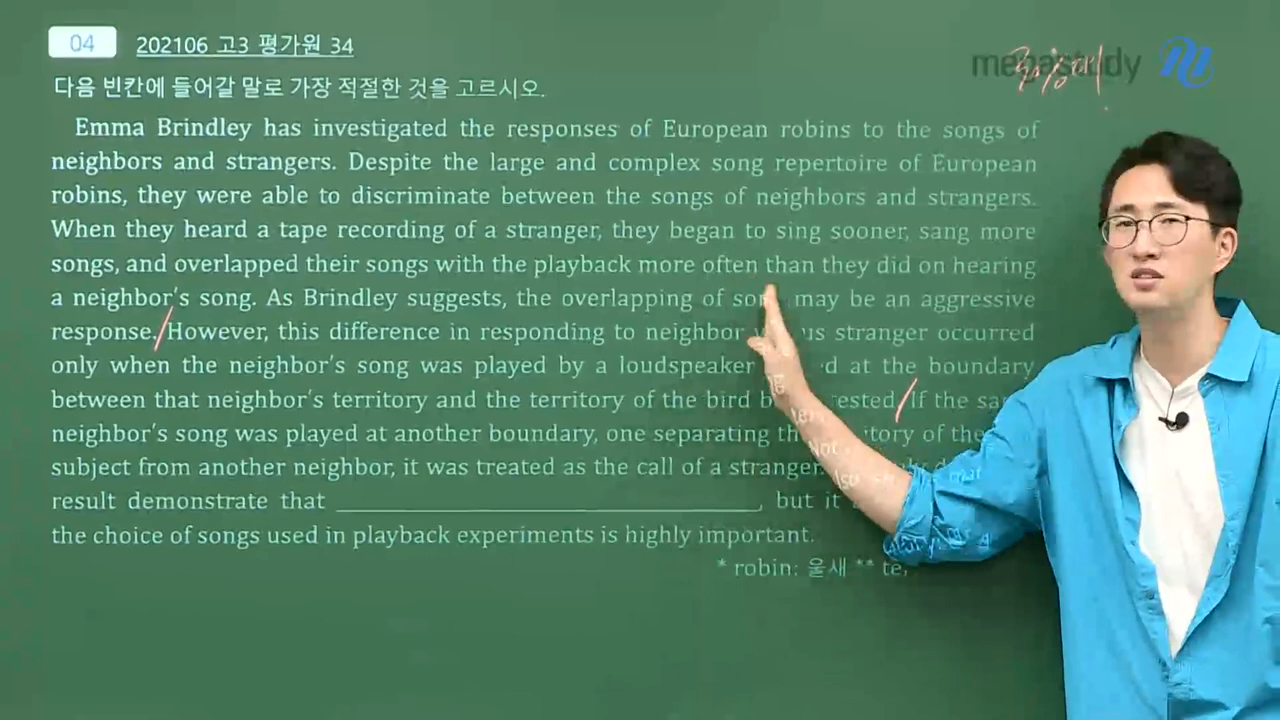 04 202106 고3 평가원 34
megastudy
다음 빈칸에 들어갈 말로 가장 적절한 것을 고르시오.
Emma Brindley has investigated the responses of European robins to the songs of
neighbors and strangers. Despite the large and complex song repertoire of European
robins, they were able to discriminate between the songs of neighbors and strangers.
When they heard a tape recording of a stranger, they began to sing sooner, sang more
songs, and overlapped their songs with the playback more often than they did on hearing
a neighbor's song. As Brindley suggests, the overlapping of may be an aggressive
response. However, this difference in responding to neighbor stranger occurred
only when the neighbor's song was played by a loudspeaker at the boundary
between that neighbor's territory and the territory of the bird If the
neighbor's song was played at another boundary, one separating of the
subject from another neighbor, it was treated as the call of a stranger.
result demonstrate that ____, but it
the choice of songs used in playback experiments is highly important.
* robin: 울새 **